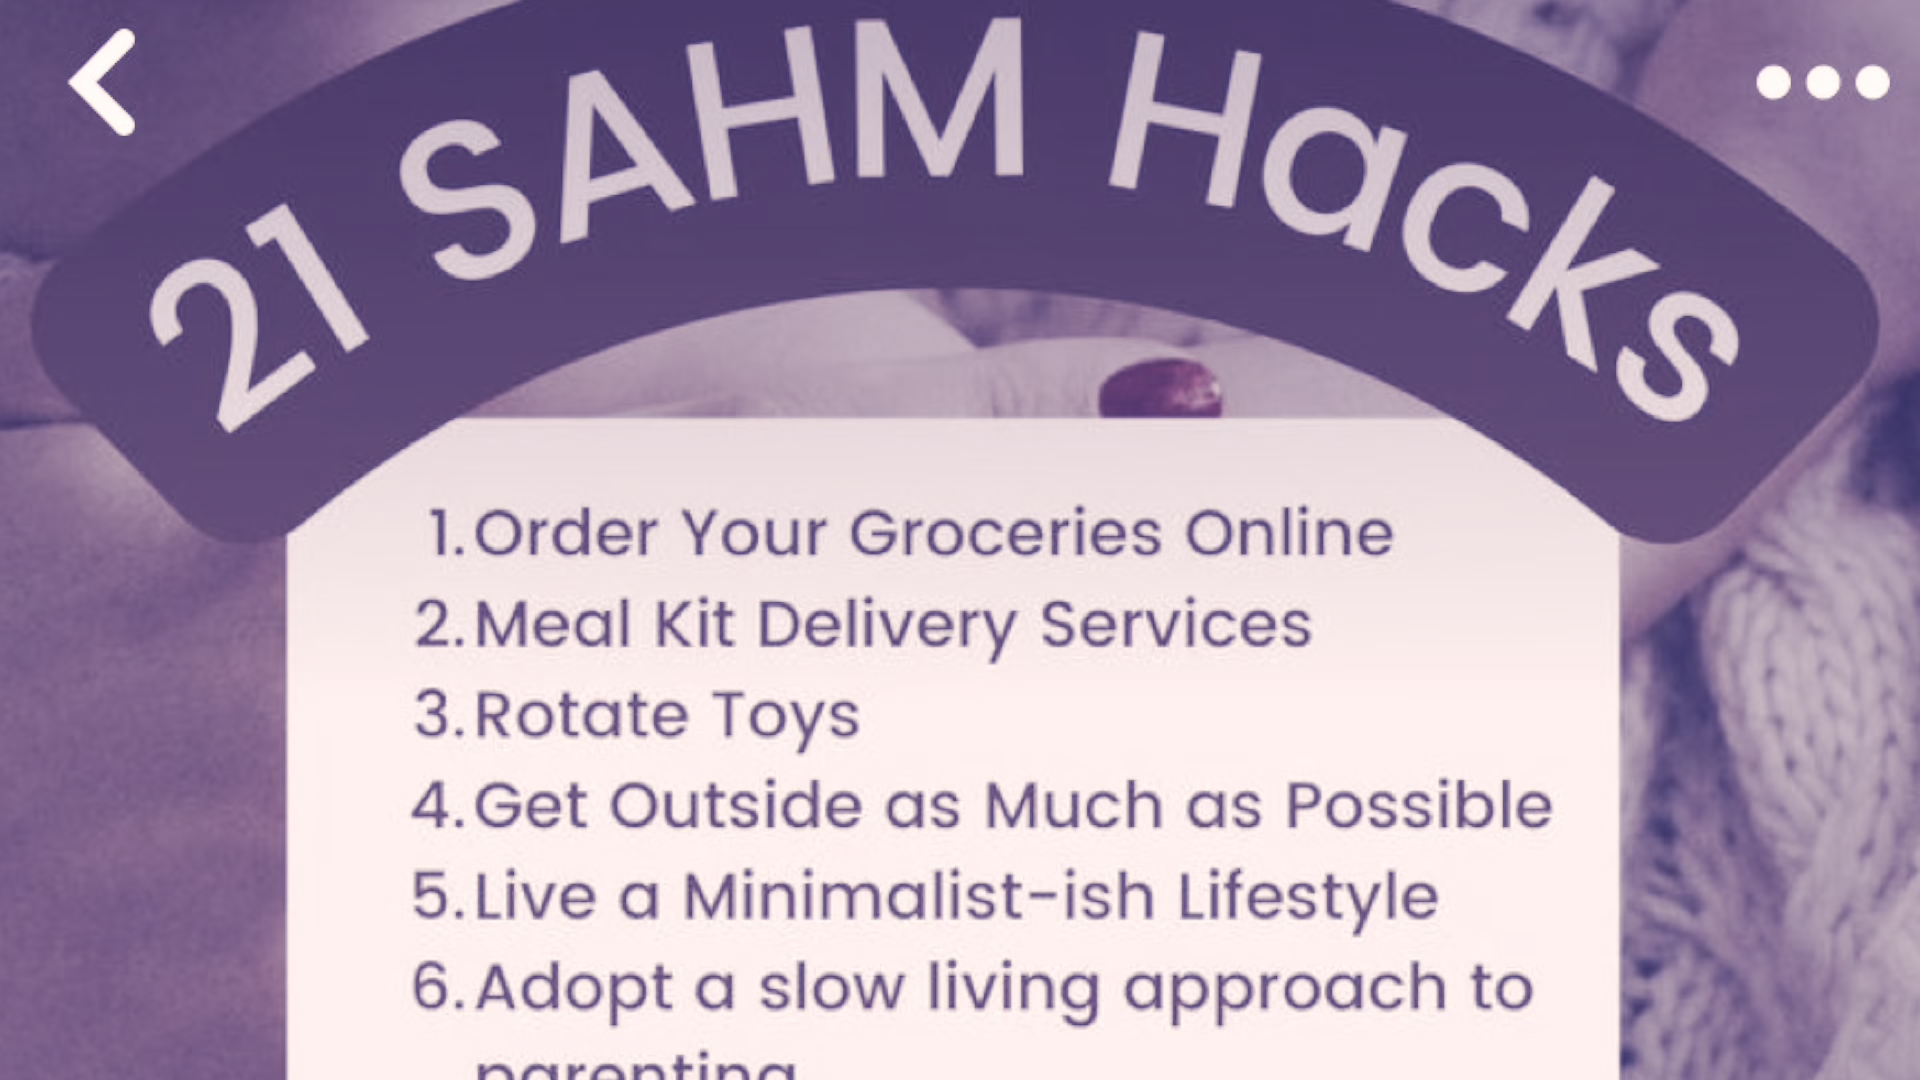 21 SAHM Hacks
1. Order Your Groceries Online
2. Meal Kit Delivery Services
3. Rotate Toys
4. Get Outside as Much as Possible
5. Live a Minimalist-ish Lifestyle
6. Adopt a slow living approach to
parenting